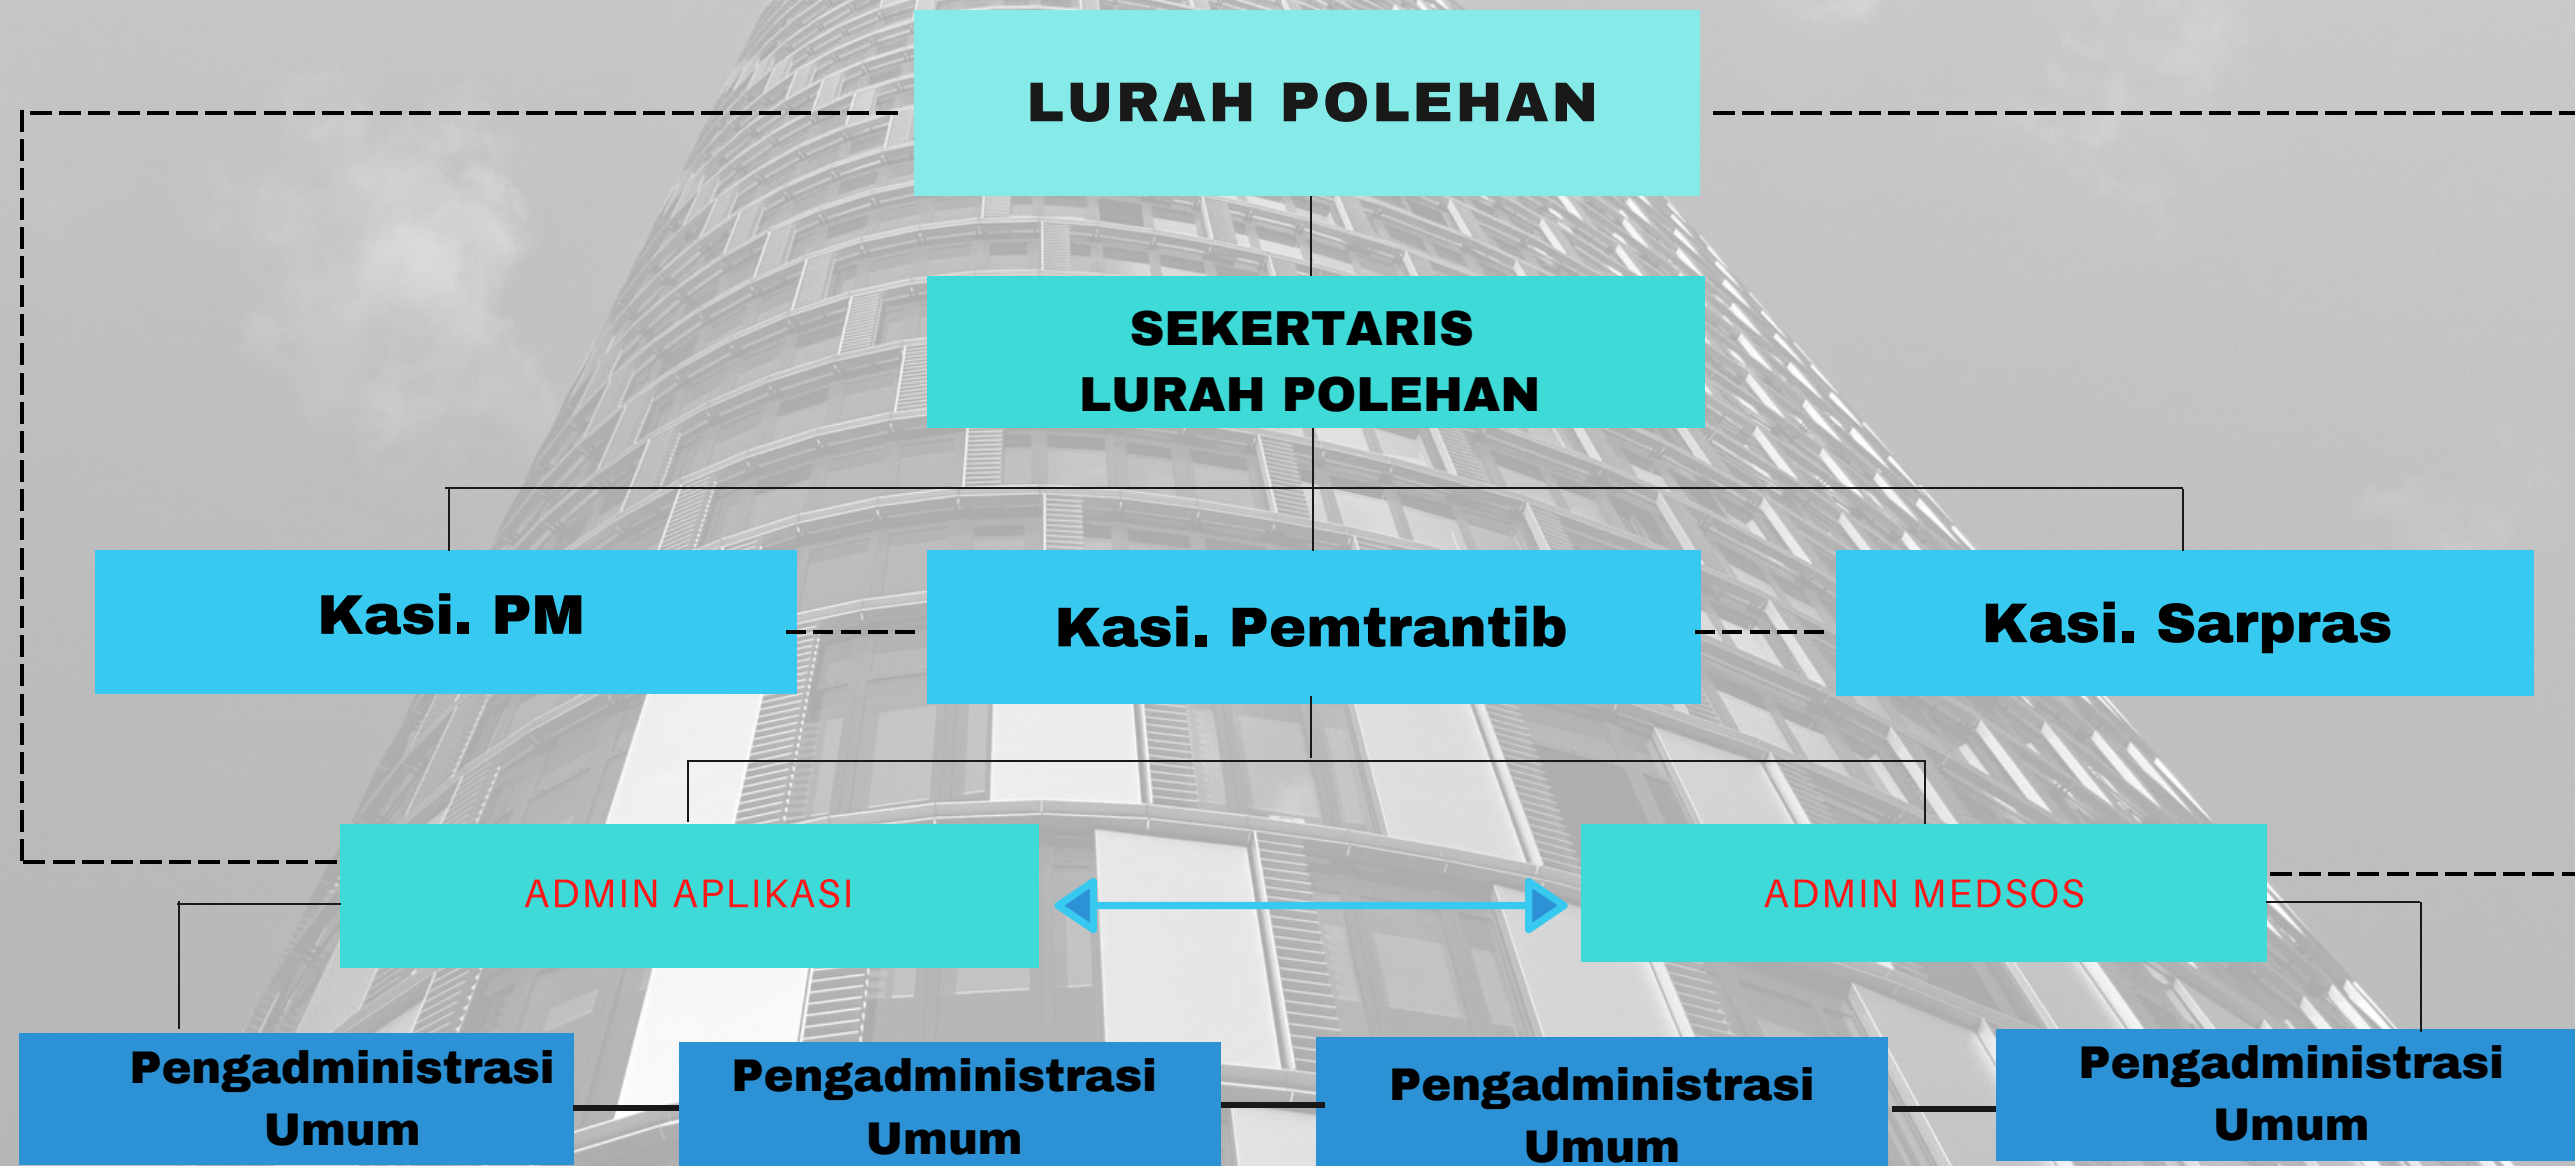 LURAH POLEHAN
SEKERTARIS
LURAH POLEHAN
Kasi. PM
Kasi. Pemtrantib
Kasi. Sarpras
ADMIN APLIKASI
ADMIN MEDSOS
Pengadministrasi
Umum
Pengadministrasi
Umum
Pengadministrasi
Umum
Pengadministrasi
Umum